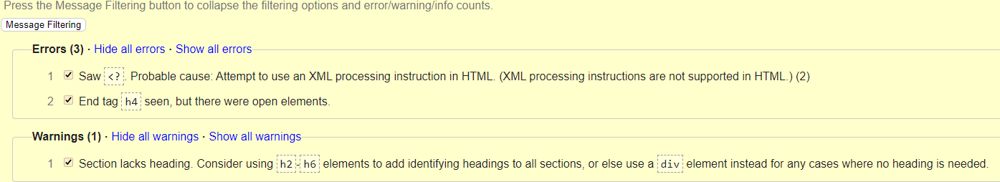 Press the Message Filtering button to collapse the filtering options and error/warning/info counts.
Message Filtering
Errors (3) · Hide all errors · Show all errors
1 Saw <?. Probable cause: Attempt to use an XML processing instruction in HTML. (XML processing instructions are not supported in HTML.) (2)
2 End tag h4 seen, but there were open elements.
Warnings (1) · Hide all warnings · Show all warnings
1 Section lacks heading. Consider using h2-h6 elements to add identifying headings to all sections, or else use a div element instead for any cases where no heading is needed.